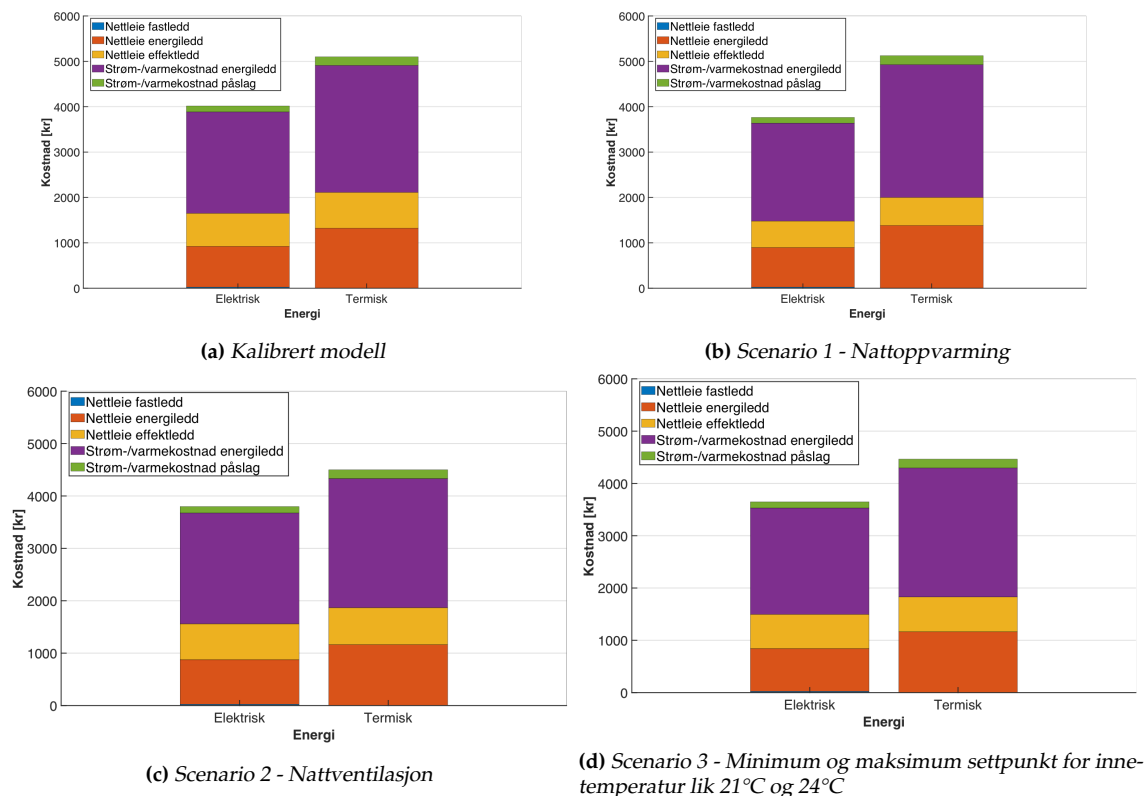 6000
5000
4000
3000
2000
1000
0
Kostnad [kr]
Nettleie fastledd
Nettleie energiledd
Nettleie effektledd
Strøm-/varmekostnad energiledd
Strøm-/varmekostnad påslag
Elektrisk Termisk
Energi
(a) Kalibrert modell
6000
5000
4000
3000
2000
1000
0
Kostnad [kr]
Nettleie fastledd
Nettleie energiledd
Nettleie effektledd
Strøm-/varmekostnad energiledd
Strøm-/varmekostnad påslag
Elektrisk Termisk
Energi
(b) Scenario 1 - Nattoppvarming
6000
5000
4000
3000
2000
1000
0
Kostnad [kr]
Nettleie fastledd
Nettleie energiledd
Nettleie effektledd
Strøm-/varmekostnad energiledd
Strøm-/varmekostnad påslag
Elektrisk Termisk
Energi
(c) Scenario 2 - Nattventilasjon
6000
5000
4000
3000
2000
1000
0
Kostnad [kr]
Nettleie fastledd
Nettleie energiledd
Nettleie effektledd
Strøm-/varmekostnad energiledd
Strøm-/varmekostnad påslag
Elektrisk Termisk
Energi
(d) Scenario 3 - Minimum og maksimum settpunkt for inne-
temperatur lik 21°C og 24°C